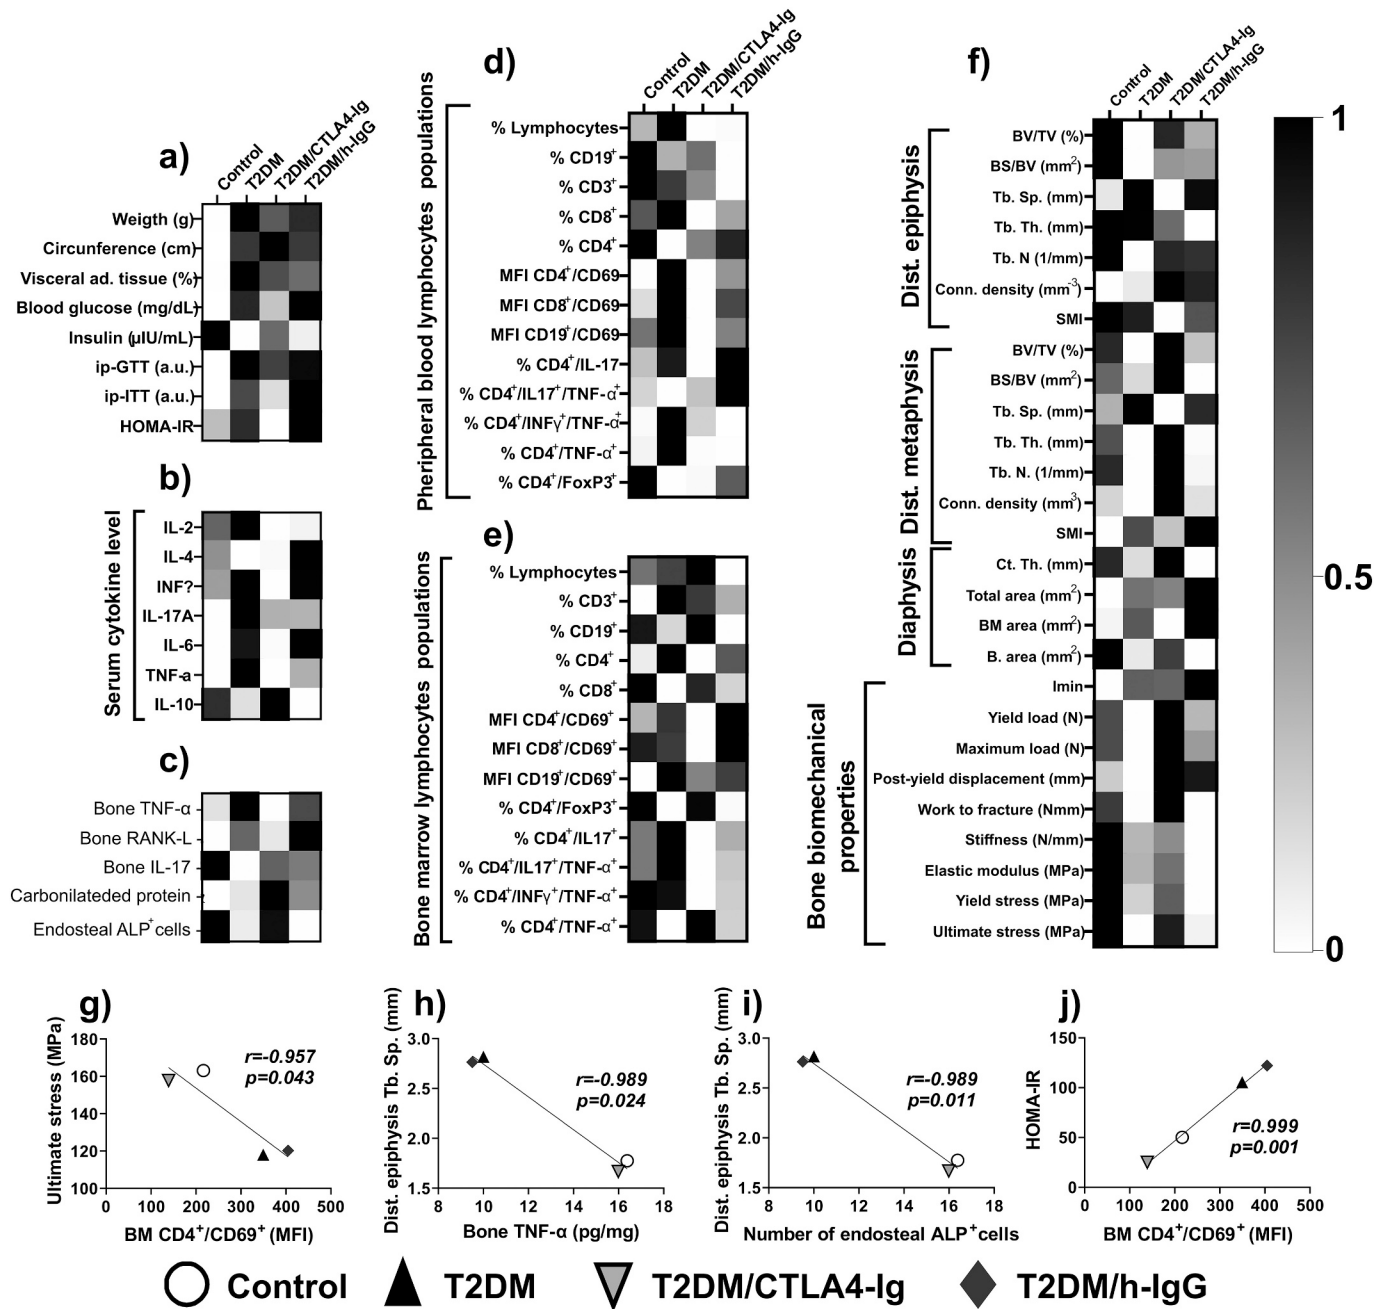 a)
Control
T2DM
T2DM/CTLA4-Ig
T2DM/h-IgG
Weigth (g)
Circunference (cm)
Visceral ad. tissue (%)
Blood glucose (mg/dL)
Insulin (µIU/mL)
ip-GTT (a.u.)
ip-ITT (a.u.)
HOMA-IR
b)
Serum cytokine level
IL-2
IL-4
INF?
IL-17A
IL-6
TNF-a
IL-10
c)
Bone TNF-α
Bone RANK-L
Bone IL-17
Carbonilateded protein
Endosteal ALP⁺cells
d)
Control
T2DM
T2DM/CTLA4-Ig
T2DM/h-IgG
Pheripheral blood lymphocytes populations
% Lymphocytes
% CD19⁺
% CD3⁺
% CD8⁺
% CD4⁺
MFI CD4⁺/CD69
MFI CD8⁺/CD69
MFI CD19⁺/CD69
% CD4⁺/IL-17
% CD4⁺/IL17⁺/TNF-α⁺
% CD4⁺/INFγ⁺/TNF-α⁺
% CD4⁺/TNF-α⁺
% CD4⁺/FoxP3⁺
e)
Bone marrow lymphocytes populations
% Lymphocytes
% CD3⁺
% CD19⁺
% CD4⁺
% CD8⁺
MFI CD4⁺/CD69⁺
MFI CD8⁺/CD69⁺
MFI CD19⁺/CD69⁺
% CD4⁺/FoxP3⁺
% CD4⁺/IL17⁺
% CD4⁺/IL17⁺/TNF-α⁺
% CD4⁺/INFγ⁺/TNF-α⁺
% CD4⁺/TNF-α⁺
f)
Control
T2DM
T2DM/CTLA4-Ig
T2DM/h-IgG
Dist. epiphysis
BV/TV (%)
BS/BV (mm²)
Tb. Sp. (mm)
Tb. Th. (mm)
Tb. N (1/mm)
Conn. density (mm⁻³)
SMI
Dist. metaphysis
BV/TV (%)
BS/BV (mm²)
Tb. Sp. (mm)
Tb. Th. (mm)
Tb. N. (1/mm)
Conn. density (mm³)
SMI
Diaphysis
Ct. Th. (mm)
Total area (mm²)
BM area (mm²)
B. area (mm²)
Bone biomechanical
properties
Imin
Yield load (N)
Maximum load (N)
Post-yield displacement (mm)
Work to fracture (Nmm)
Stiffness (N/mm)
Elastic modulus (MPa)
Yield stress (MPa)
Ultimate stress (MPa)
1
0.5
0
g)
Ultimate stress (MPa)
180
160
140
120
100
r=-0.957
p=0.043
0 100 200 300 400 500
BM CD4⁺/CD69⁺ (MFI)
h)
Dist. epiphysis Tb. Sp. (mm)
3.0
2.5
2.0
1.5
r=-0.989
p=0.024
8 10 12 14 16 18
Bone TNF-α (pg/mg)
i)
Dist. epiphysis Tb. Sp. (mm)
3.0
2.5
2.0
1.5
r=-0.989
p=0.011
8 10 12 14 16 18
Number of endosteal ALP⁺cells
j)
HOMA-IR
150
100
50
0
r=0.999
p=0.001
0 100 200 300 400 500
BM CD4⁺/CD69⁺ (MFI)
Control
T2DM
T2DM/CTLA4-Ig
T2DM/h-IgG